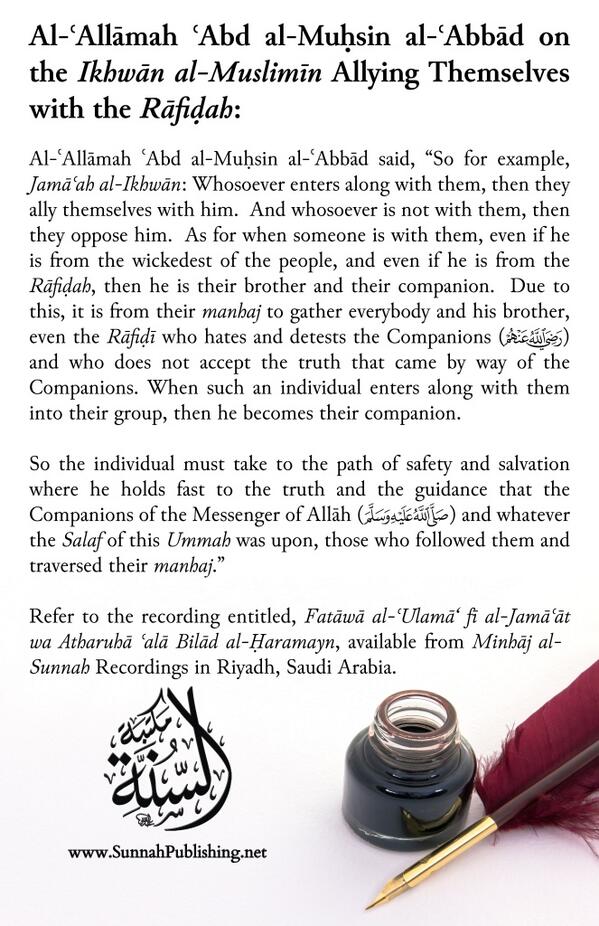 Al-ʿAllāmah ʿAbd al-Muḥsin al-ʿAbbād on
the Ikhwān al-Muslimīn Allying Themselves
with the Rāfiḍah:
Al-ʿAllāmah ʿAbd al-Muḥsin al-ʿAbbād said, “So for example,
Jamāʿah al-Ikhwān: Whosoever enters along with them, then they
ally themselves with him.  And whosoever is not with them, then
they oppose him.  As for when someone is with them, even if he
is from the wickedest of the people, and even if he is from the
Rāfiḍah, then he is their brother and their companion.  Due to
this, it is from their manhaj to gather everybody and his brother,
even the Rāfiḍī who hates and detests the Companions (رَضِيَ اللَّهُ عَنْهُمْ)
and who does not accept the truth that came by way of the
Companions. When such an individual enters along with them
into their group, then he becomes their companion.
So the individual must take to the path of safety and salvation
where he holds fast to the truth and the guidance that the
Companions of the Messenger of Allāh (صَلَّى اللَّهُ عَلَيْهِ وَسَلَّمَ) and whatever
the Salaf of this Ummah was upon, those who followed them and
traversed their manhaj.”
Refer to the recording entitled, Fatāwā al-ʿUlamāʿ fī al-Jamāʿāt
wa Atharuhā ʿalā Bilād al-Ḥaramayn, available from Minhāj al-
Sunnah Recordings in Riyadh, Saudi Arabia.
مكتبة
السُّنَّة
www.SunnahPublishing.net